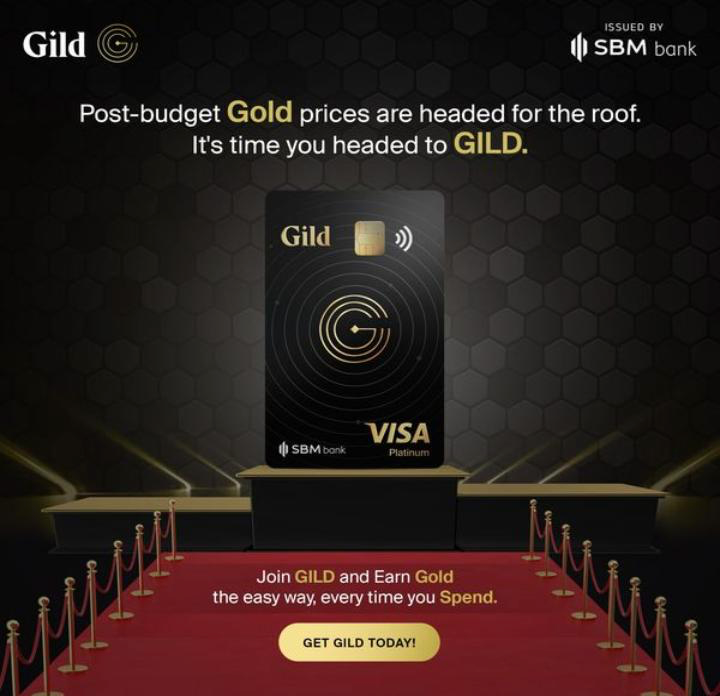 Gild
ISSUED BY
SBM bank
Post-budget Gold prices are headed for the roof.
It's time you headed to GILD.
Gild
SBM bank
VISA
Platinum
Join GILD and Earn Gold
the easy way, every time you Spend.
GET GILD TODAY!